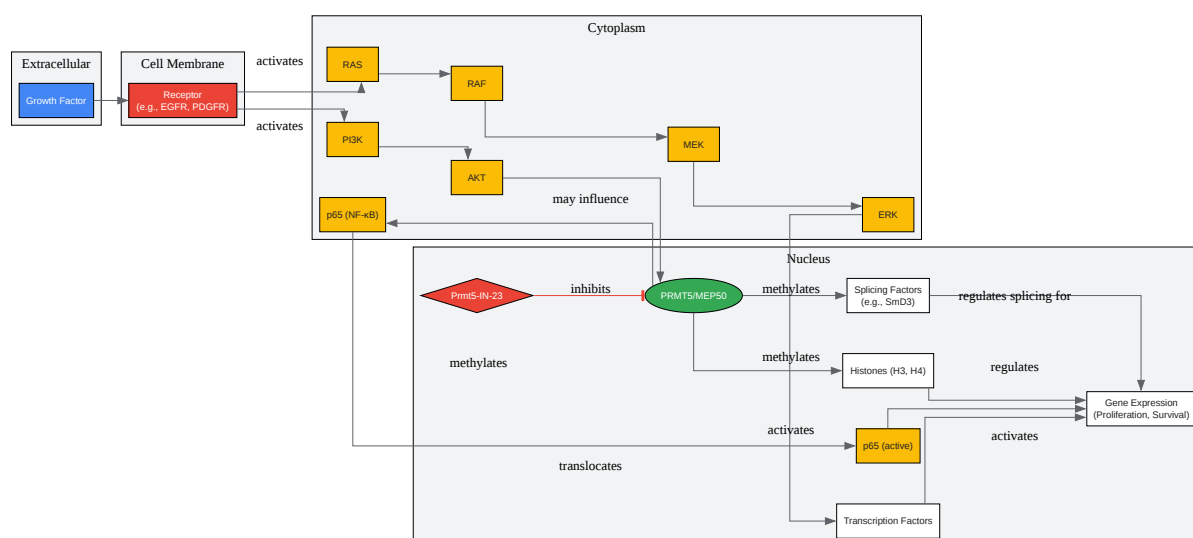 Cytoplasm
Extracellular
Cell Membrane
activates
RAS
RAF
Growth Factor
Receptor
(e.g., EGFR, PDGFR)
activates
PI3K
MEK
AKT
may influence
p65 (NF-κB)
ERK
Nucleus
Prmt5-IN-23
inhibits
PRMT5/MEP50
methylates
Splicing Factors
(e.g., SmD3)
regulates splicing for
methylates
methylates
Histones (H3, H4)
regulates
Gene Expression
(Proliferation, Survival)
activates
p65 (active)
activates
translocates
Transcription Factors